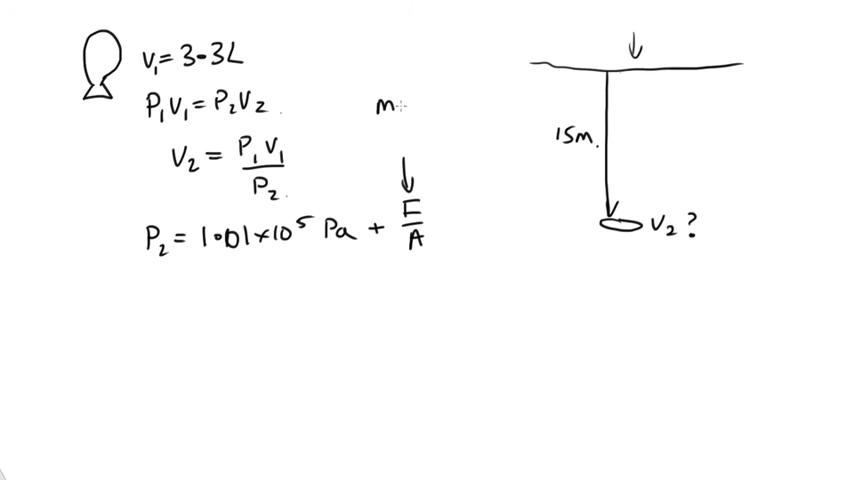 V₁ = 3-3L
P₁V₁ = P₂V₂
m
V₂ = P₁V₁/P₂
15m.
P₂ = 1.01×10⁵ Pa + F/A
V₂ ?